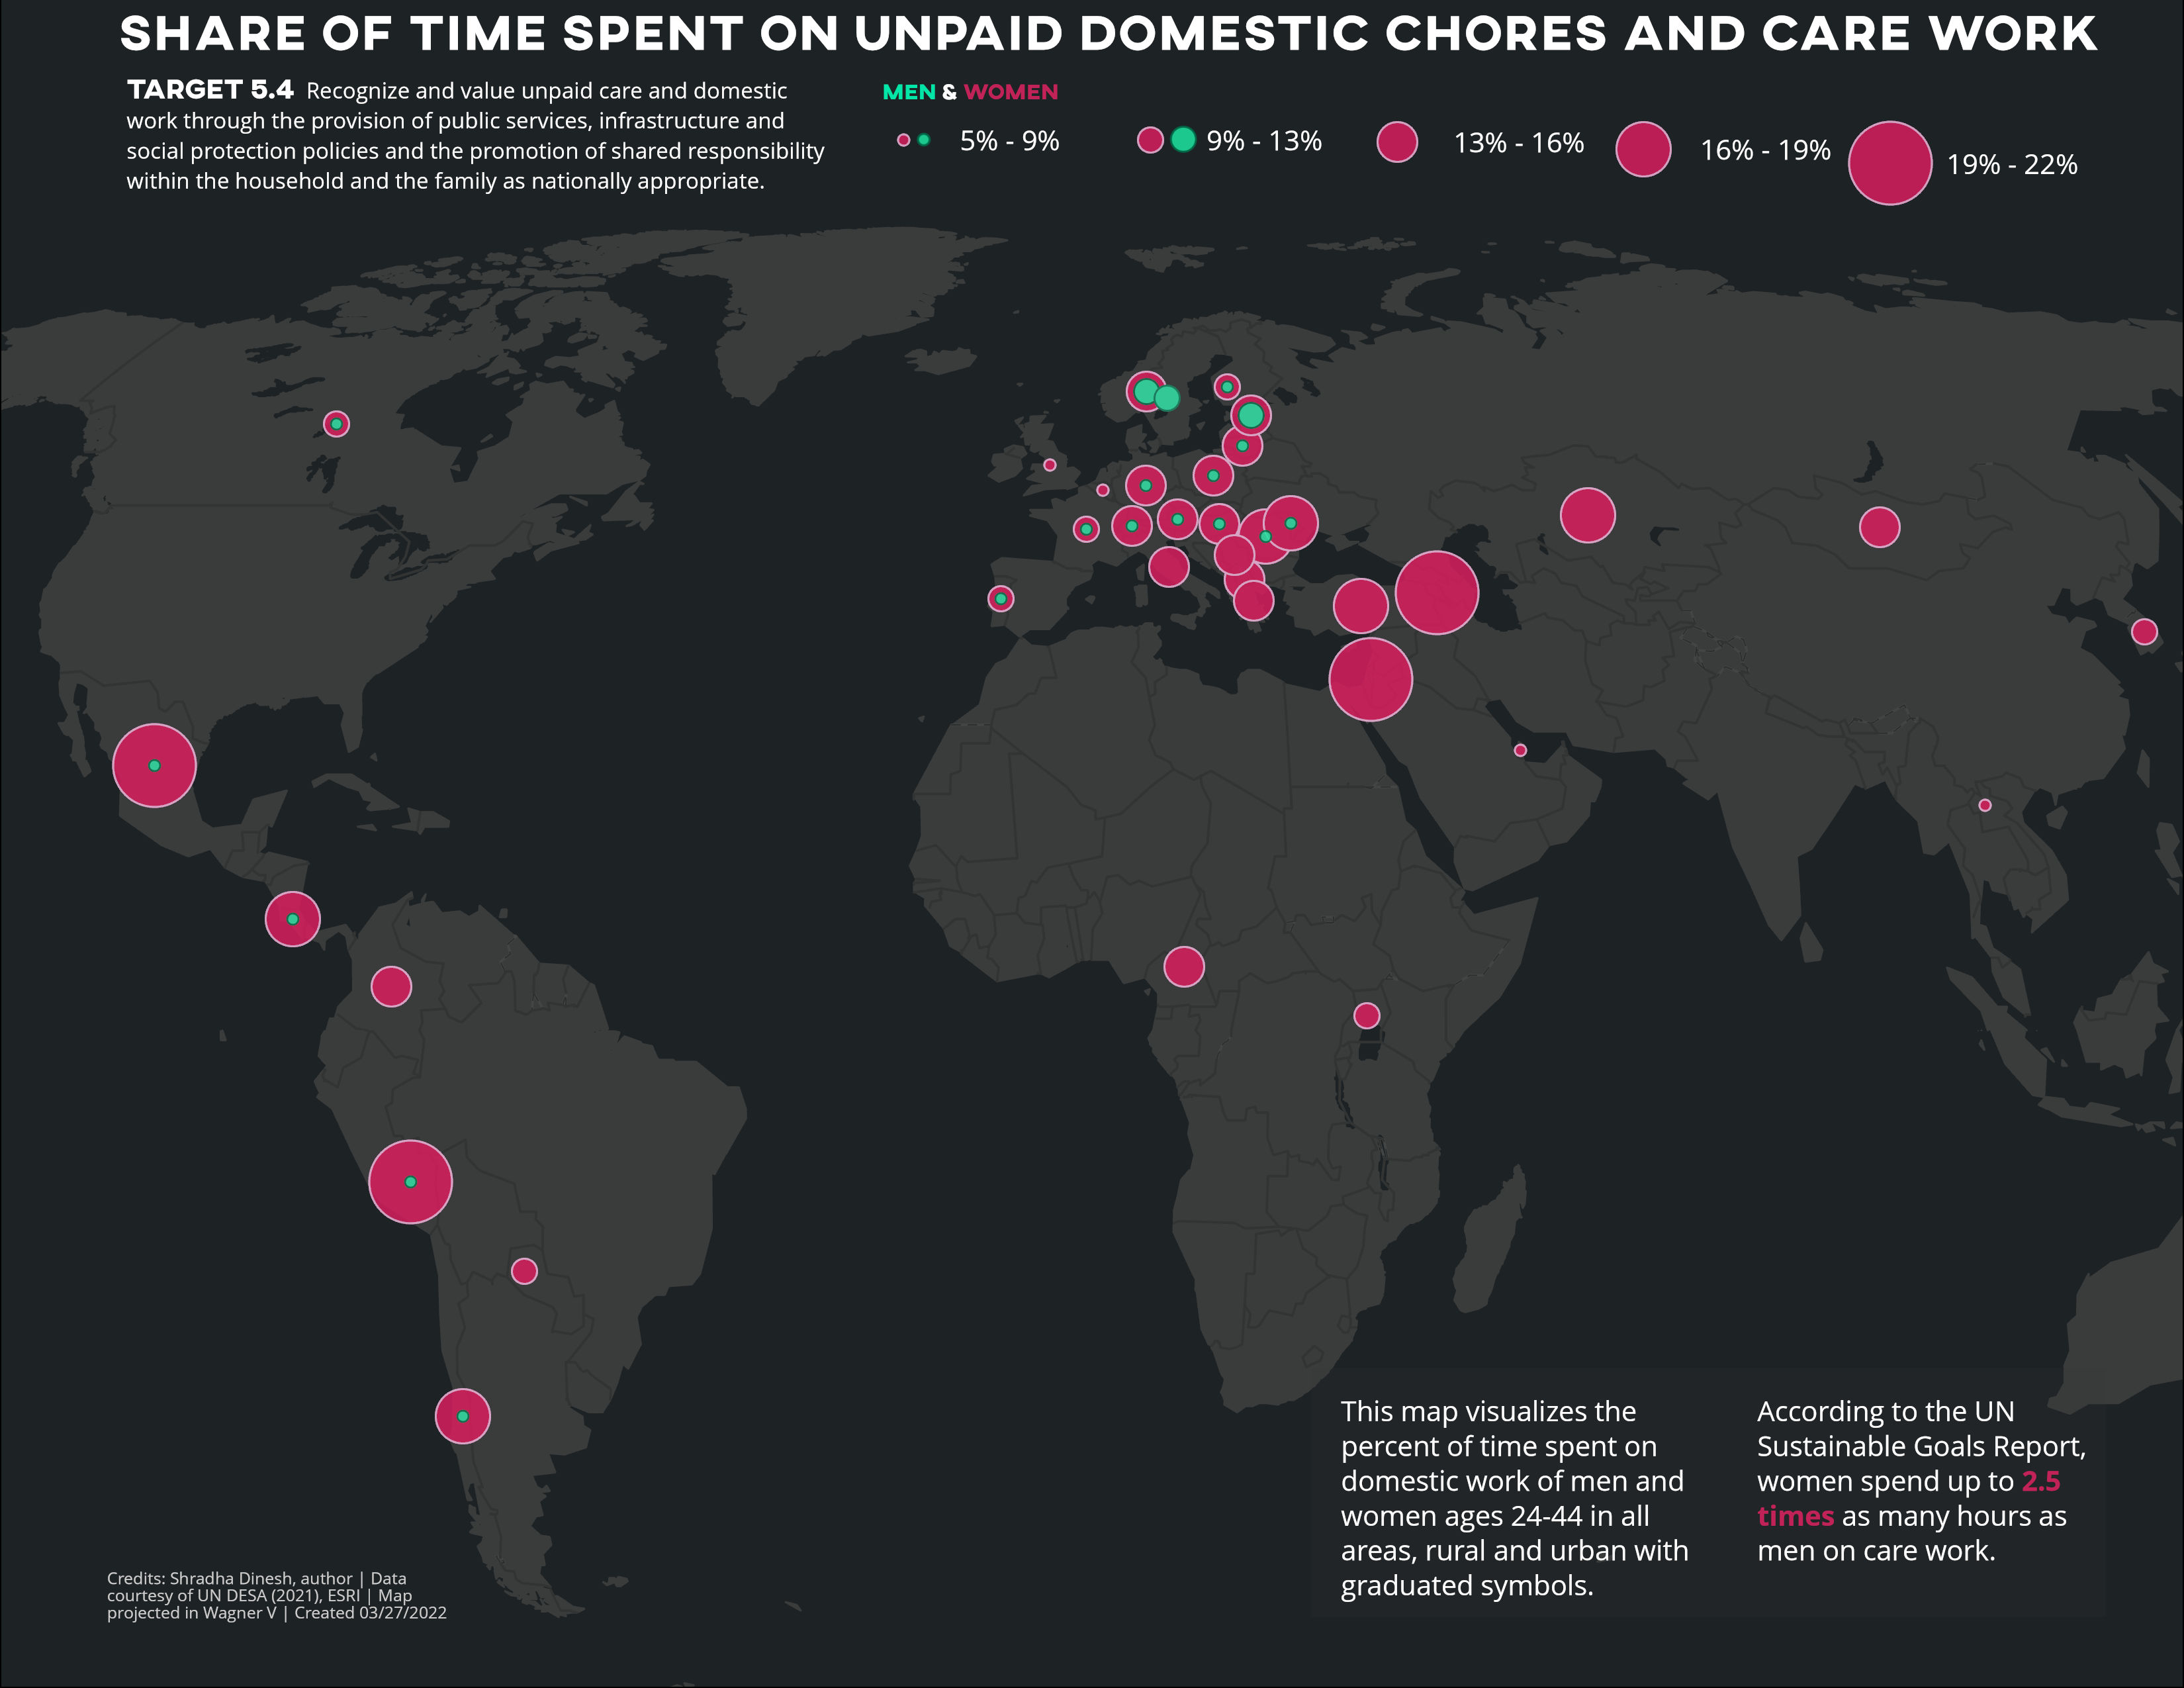 SHARE OF TIME SPENT ON UNPAID DOMESTIC CHORES AND CARE WORK
TARGET 5.4 Recognize and value unpaid care and domestic
work through the provision of public services, infrastructure and
social protection policies and the promotion of shared responsibility
within the household and the family as nationally appropriate.
MEN & WOMEN
5% - 9%
9% - 13%
13% - 16%
16% - 19%
19% - 22%
This map visualizes the
percent of time spent on
domestic work of men and
women ages 24-44 in all
areas, rural and urban with
graduated symbols.
According to the UN
Sustainable Goals Report,
women spend up to 2.5
times as many hours as
men on care work.
Credits: Shradha Dinesh, author | Data
courtesy of UN DESA (2021), ESRI | Map
projected in Wagner V | Created 03/27/2022